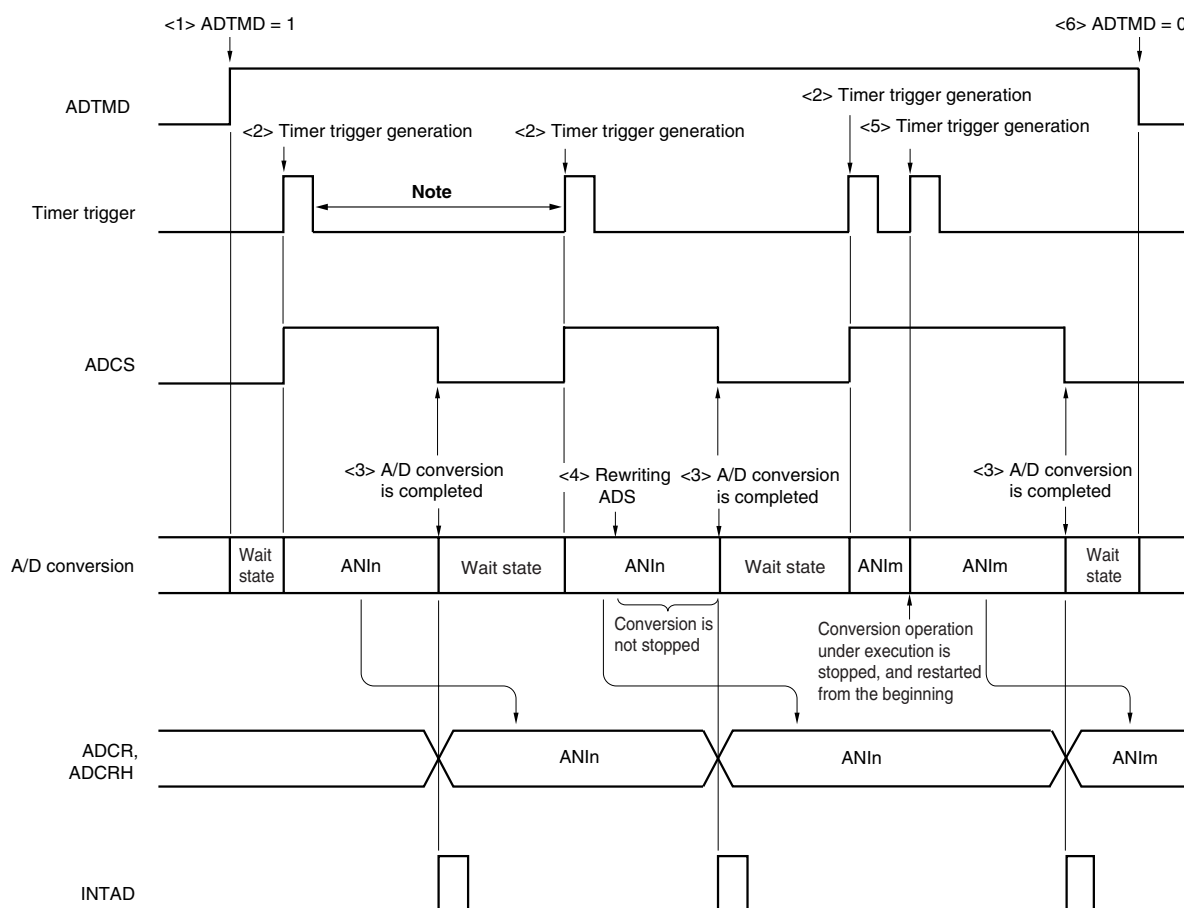 <1> ADTMD = 1
<6> ADTMD = 0
ADTMD
<2> Timer trigger generation
<2> Timer trigger generation
<2> Timer trigger generation
<5> Timer trigger generation
Timer trigger
Note
ADCS
<3> A/D conversion
is completed
<4> Rewriting
ADS
<3> A/D conversion
is completed
<3> A/D conversion
is completed
A/D conversion
Wait
state
ANIn
Wait state
ANIn
Wait state
ANIm
ANIm
Wait
state
Conversion is
not stopped
Conversion operation
under execution is
stopped, and restarted
from the beginning
ADCR,
ADCRH
ANIn
ANIn
ANIm
INTAD